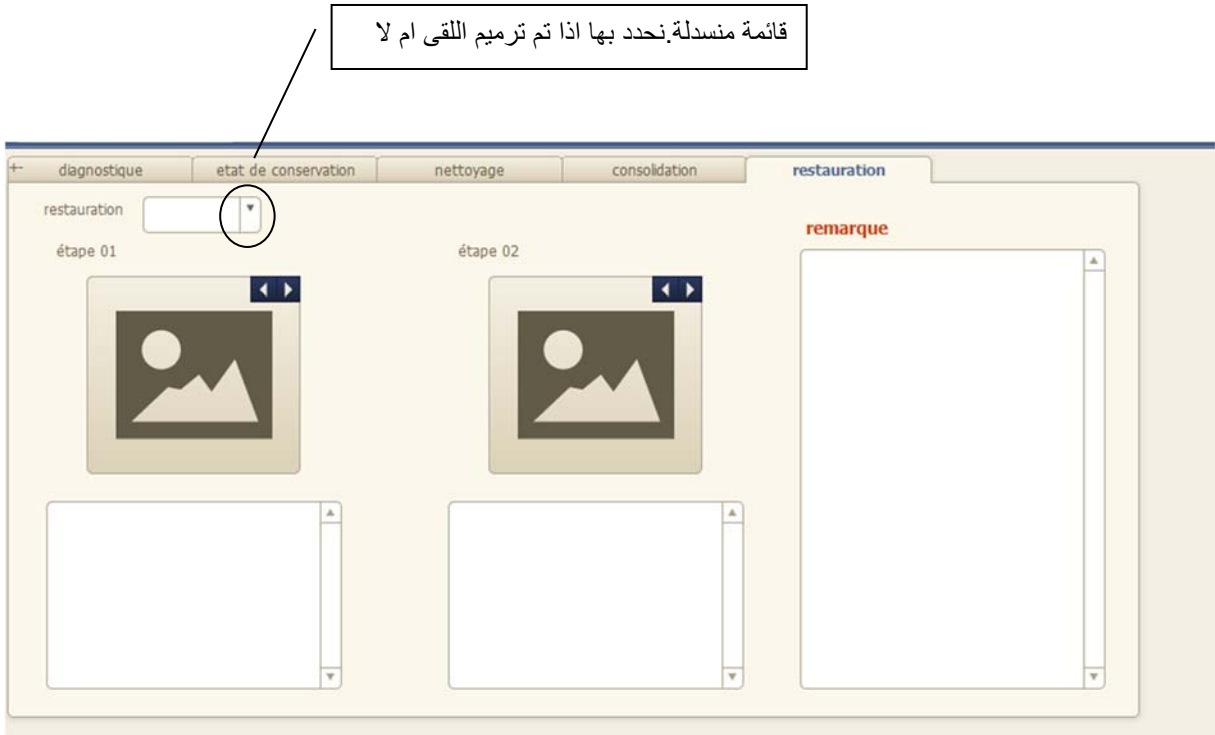 قائمة منسدلة.نحدد بها اذا تم ترميم اللقى ام لا
diagnostique etat de conservation nettoyage consolidation restauration
restauration
remarque
étape 01 étape 02